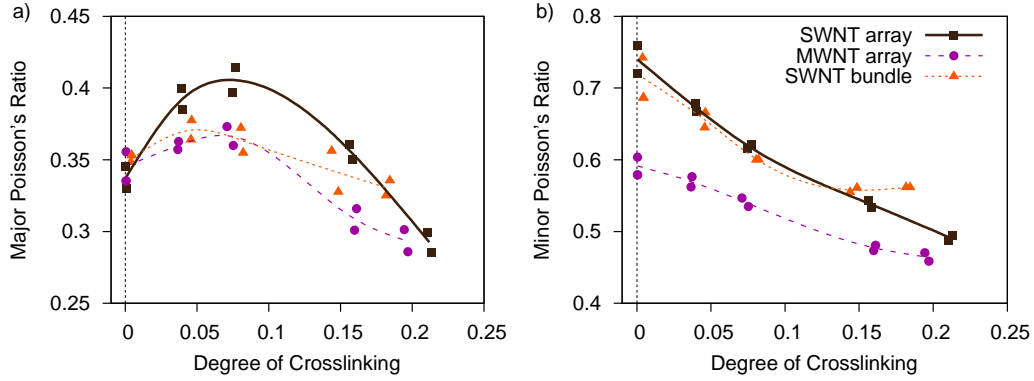 a)
0.45
0.4
0.35
0.3
0.25
Major Poisson's Ratio
0
0.05
0.1
0.15
0.2
0.25
Degree of Crosslinking
b)
0.8
0.7
0.6
0.5
0.4
Minor Poisson's Ratio
SWNT array
MWNT array
SWNT bundle
0
0.05
0.1
0.15
0.2
0.25
Degree of Crosslinking